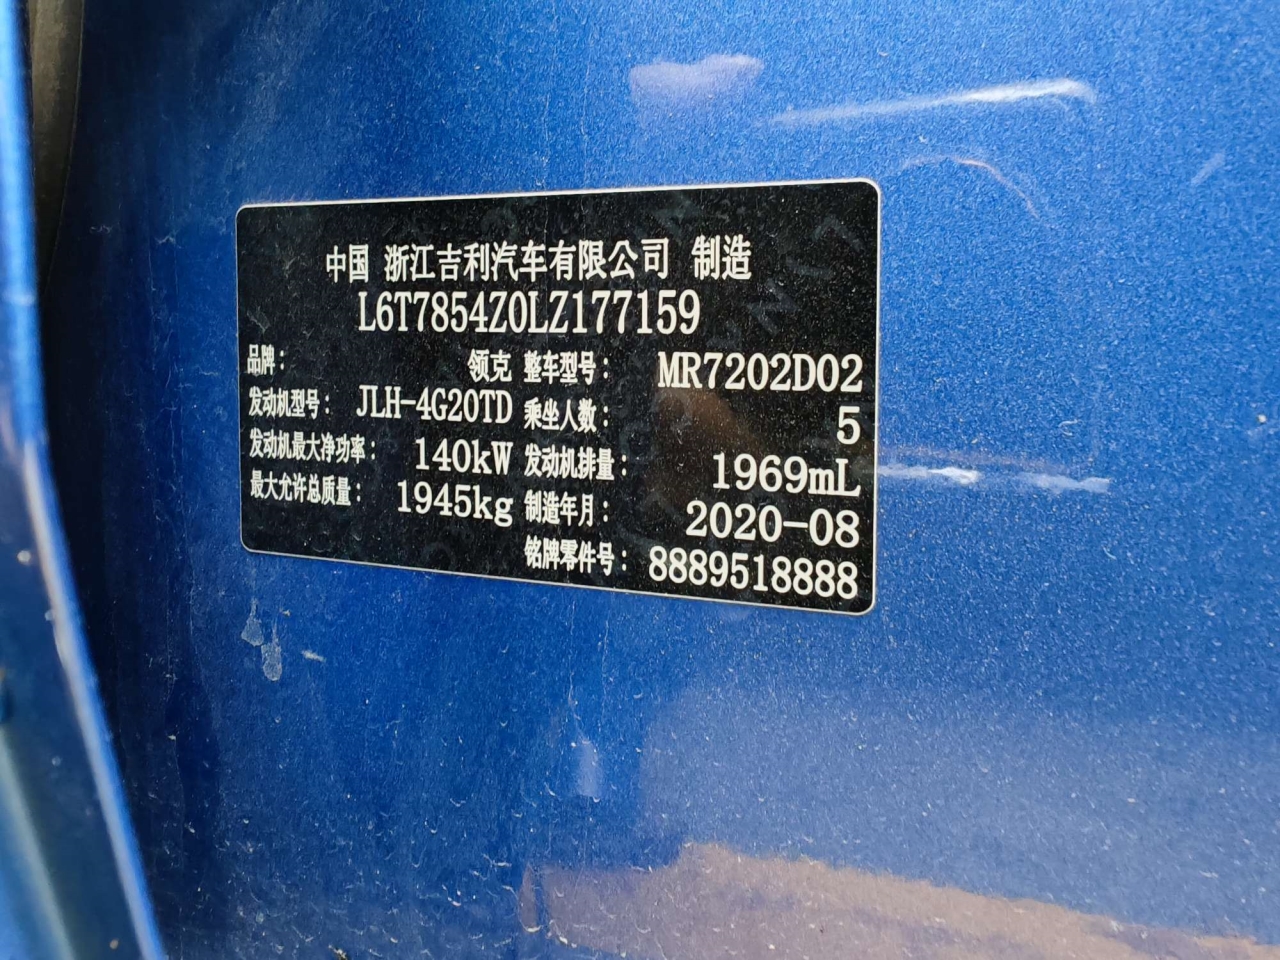 中国 浙江吉利汽车有限公司 制造
L6T7854Z0LZ177159
品牌： 领克 整车型号： MR7202D02
发动机型号： JLH-4G20TD 乘坐人数： 5
发动机最大净功率： 140kW 发动机排量： 1969mL
最大允许总质量： 1945kg 制造年月： 2020-08
铭牌零件号： 8889518888